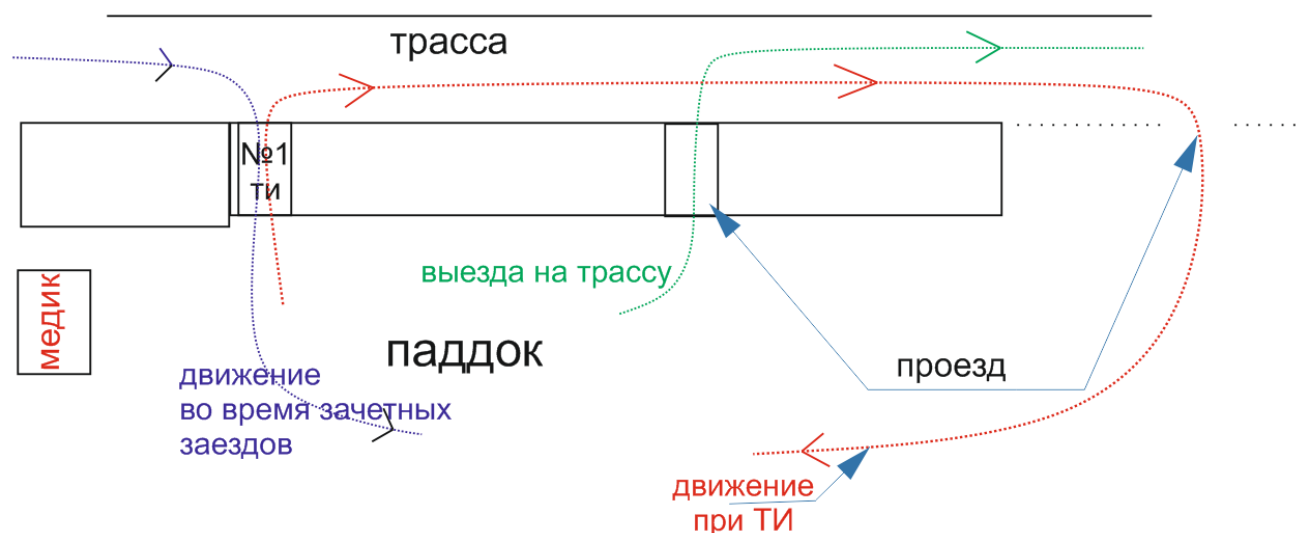 трасса
№1
ти
выезда на трассу
медик
паддок
проезд
движение
во время зачетных
заездов
движение
при ТИ